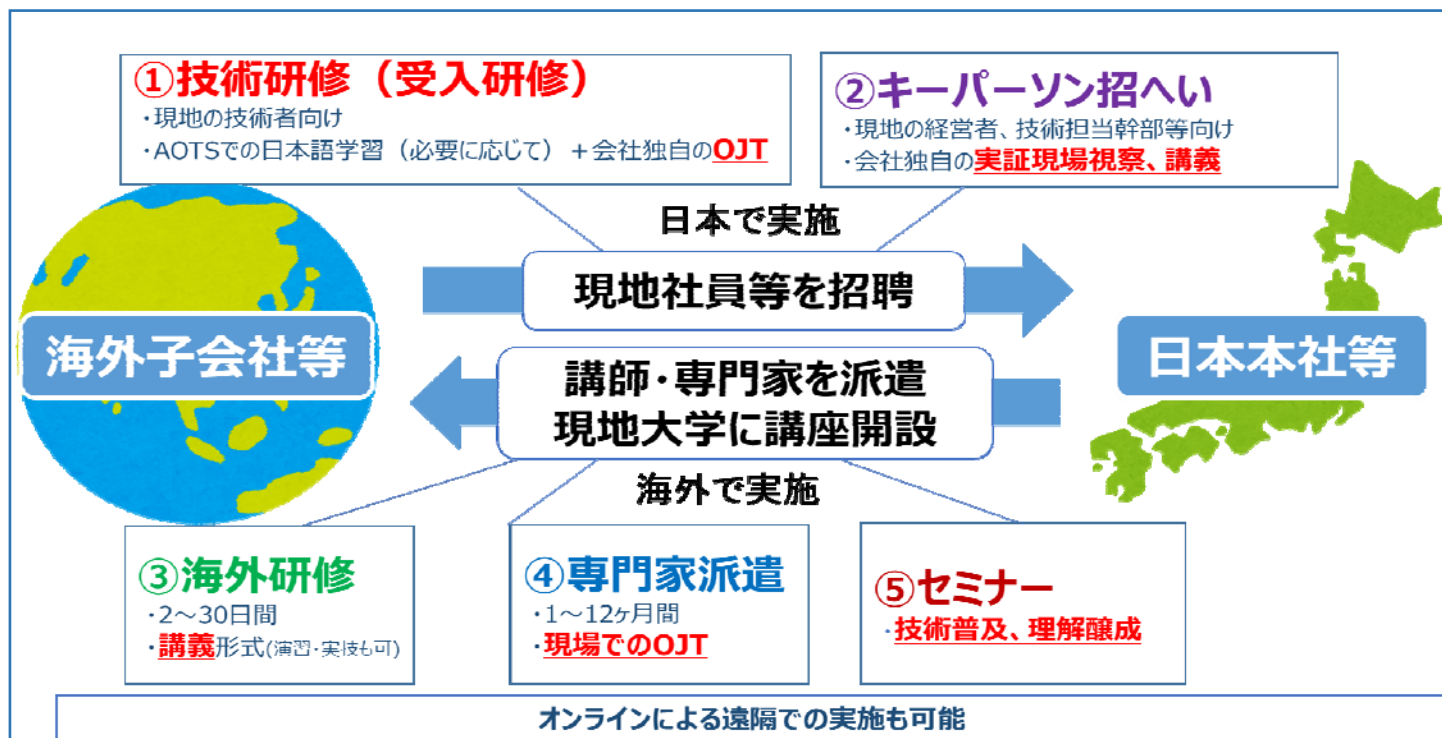 ①技術研修（受入研修）
・現地の技術者向け
・AOTSでの日本語学習（必要に応じて）＋会社独自のOJT
②キーパーソン招へい
・現地の経営者、技術担当幹部等向け
・会社独自の実証現場視察、講義
日本で実施
現地社員等を招聘
海外子会社等
日本本社等
講師・専門家を派遣
現地大学に講座開設
海外で実施
③海外研修
・2～30日間
・講義形式(演習・実技も可)
④専門家派遣
・1～12ヶ月間
・現場でのOJT
⑤セミナー
・技術普及、理解醸成
オンラインによる遠隔での実施も可能